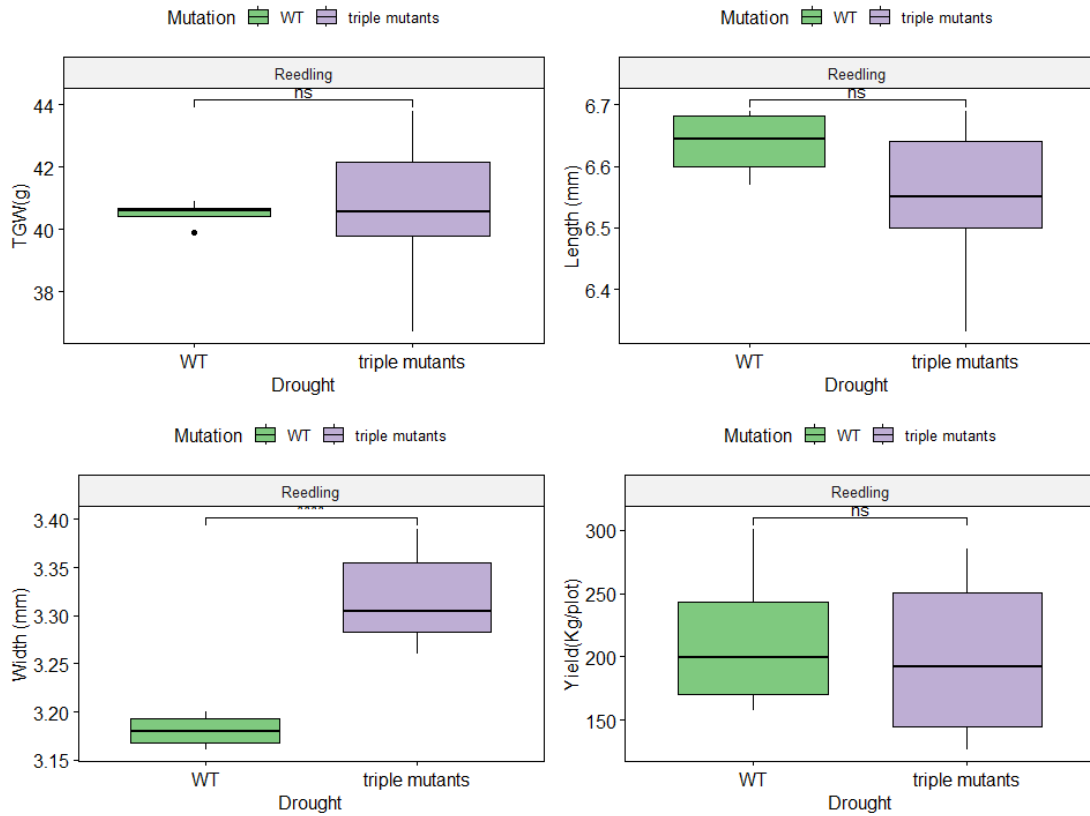 Mutation WT triple mutants
Reedling
ns
TGW(g)
44
42
40
38
WT triple mutants
Drought
Mutation WT triple mutants
Reedling
ns
Length (mm)
6.7
6.6
6.5
6.4
WT triple mutants
Drought
Mutation WT triple mutants
Reedling
****
Width (mm)
3.40
3.35
3.30
3.25
3.20
3.15
WT triple mutants
Drought
Mutation WT triple mutants
Reedling
ns
Yield(Kg/plot)
300
250
200
150
WT triple mutants
Drought